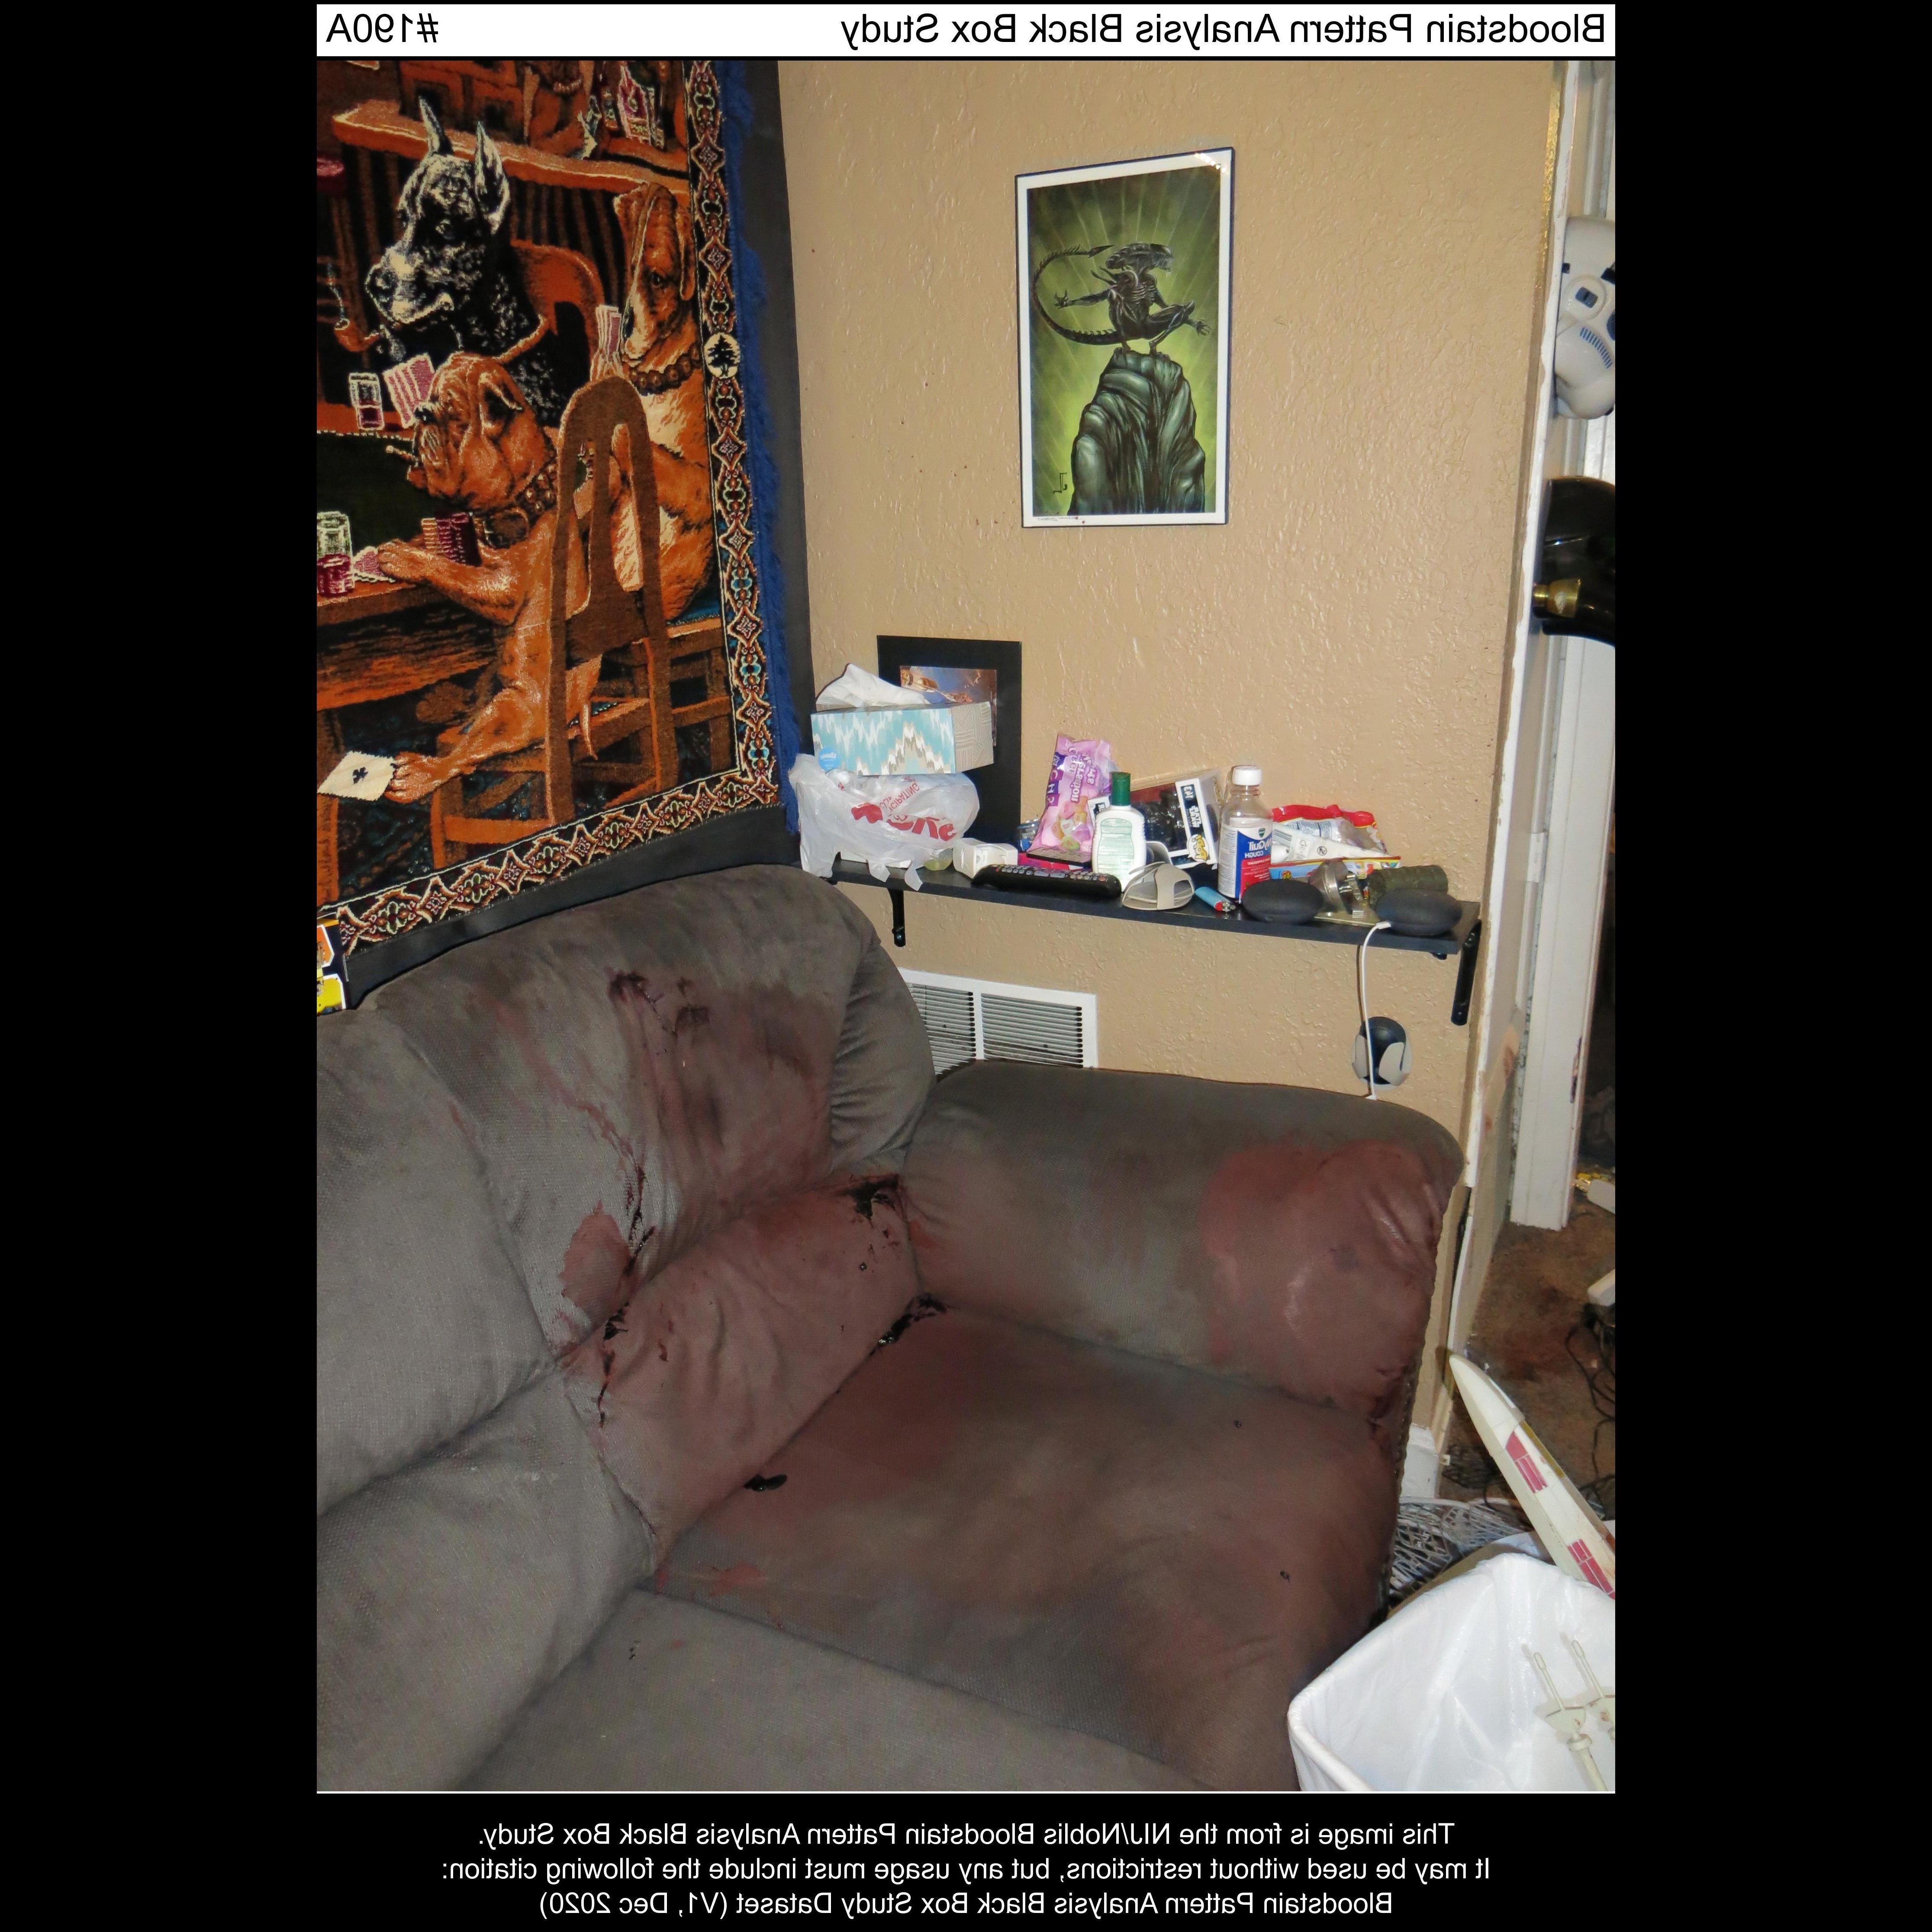 Bloodstain Pattern Analysis Black Box Study #190A
TUSSIN
COUGH
This image is from the NIJ/Noblis Bloodstain Pattern Analysis Black Box Study.
It may be used without restrictions, but any usage must include the following citation:
Bloodstain Pattern Analysis Black Box Study Dataset (V1, Dec 2020)